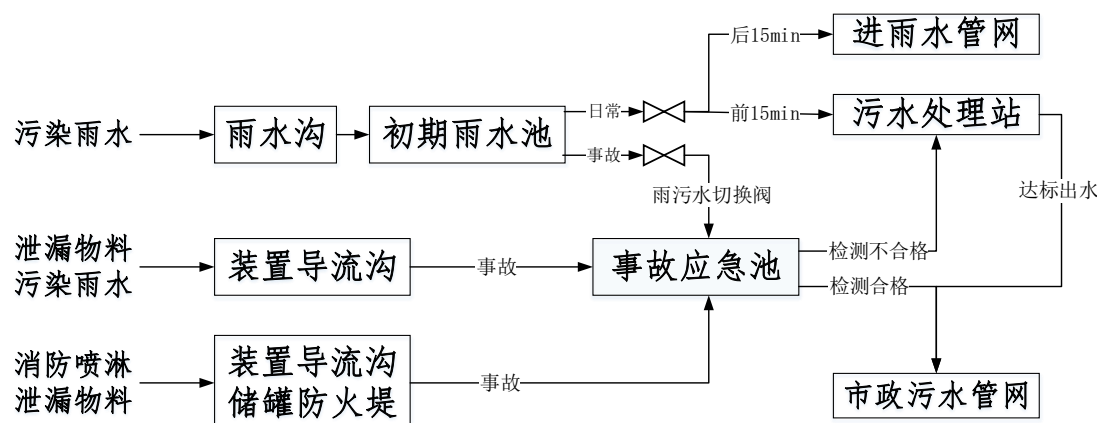 后15min
进雨水管网
污染雨水
雨水沟
初期雨水池
日常
前15min
污水处理站
事故
雨污水切换阀
达标出水
泄漏物料
污染雨水
装置导流沟
事故
事故应急池
检测不合格
检测合格
消防喷淋
泄漏物料
装置导流沟
储罐防火堤
事故
市政污水管网